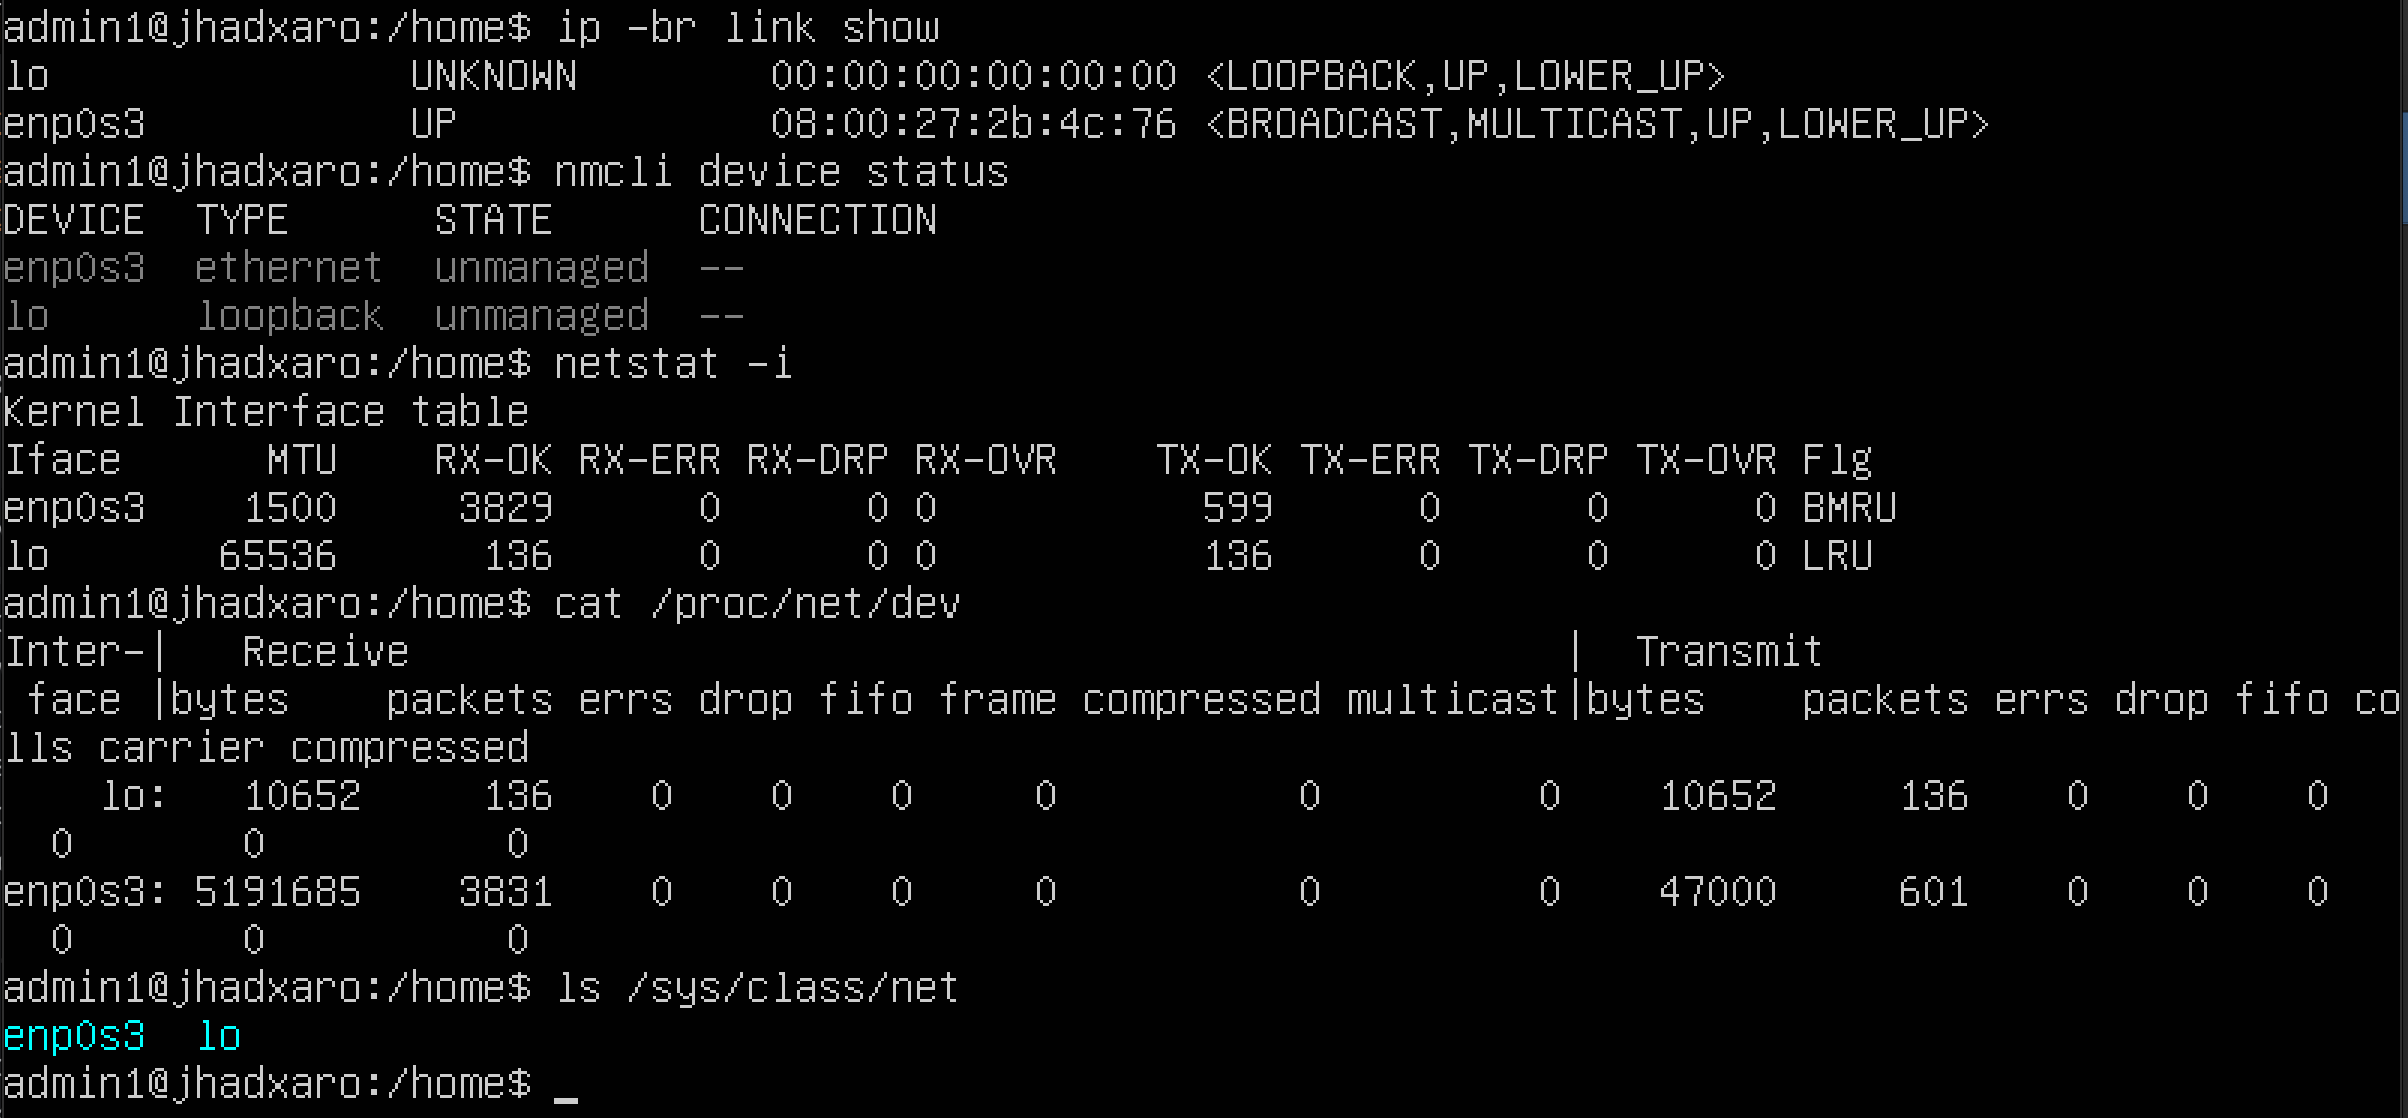 admin1@jhadxaro:/home$ ip -br link show
lo               UNKNOWN        00:00:00:00:00:00 <LOOPBACK,UP,LOWER_UP>
enp0s3           UP             08:00:27:2b:4c:76 <BROADCAST,MULTICAST,UP,LOWER_UP>
admin1@jhadxaro:/home$ nmcli device status
DEVICE  TYPE      STATE      CONNECTION
enp0s3  ethernet  unmanaged  --
lo      loopback  unmanaged  --
admin1@jhadxaro:/home$ netstat -i
Kernel Interface table
Iface      MTU    RX-OK RX-ERR RX-DRP RX-OVR    TX-OK TX-ERR TX-DRP TX-OVR Flg
enp0s3    1500     3829      0      0 0           599      0      0      0 BMRU
lo       65536      136      0      0 0           136      0      0      0 LRU
admin1@jhadxaro:/home$ cat /proc/net/dev
Inter-|   Receive                                                |  Transmit
 face |bytes    packets errs drop fifo frame compressed multicast|bytes    packets errs drop fifo co
lls carrier compressed
    lo:   10652     136    0    0    0     0          0         0    10652     136    0    0    0
  0       0          0
enp0s3: 5191685    3831    0    0    0     0          0         0    47000     601    0    0    0
  0       0          0
admin1@jhadxaro:/home$ ls /sys/class/net
enp0s3  lo
admin1@jhadxaro:/home$ _